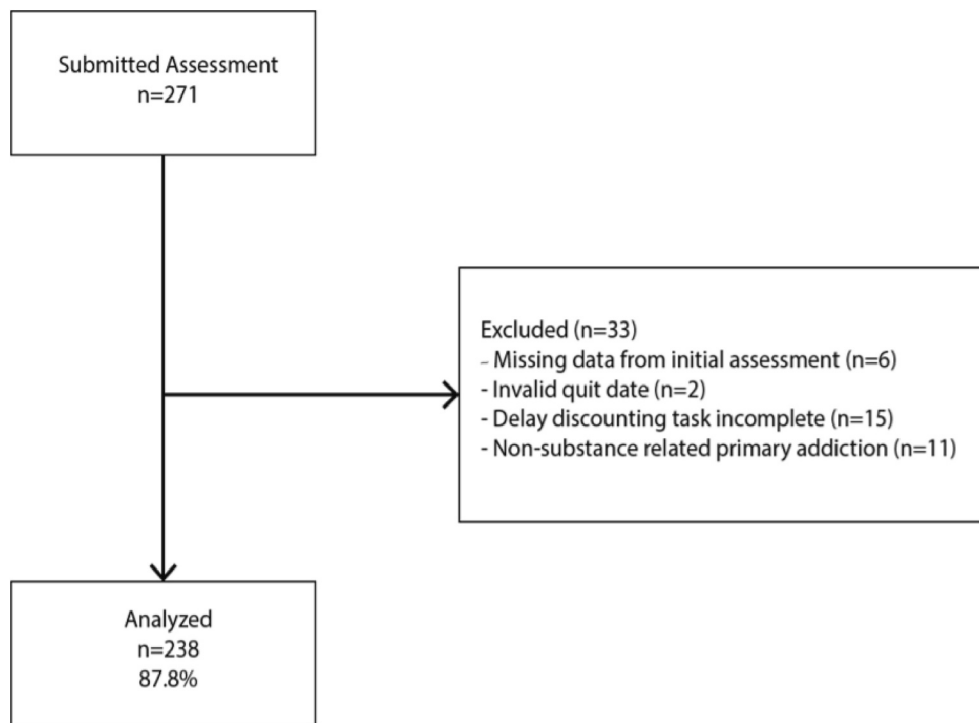 Submitted Assessment
n=271
Excluded (n=33)
- Missing data from initial assessment (n=6)
- Invalid quit date (n=2)
- Delay discounting task incomplete (n=15)
- Non-substance related primary addiction (n=11)
Analyzed
n=238
87.8%